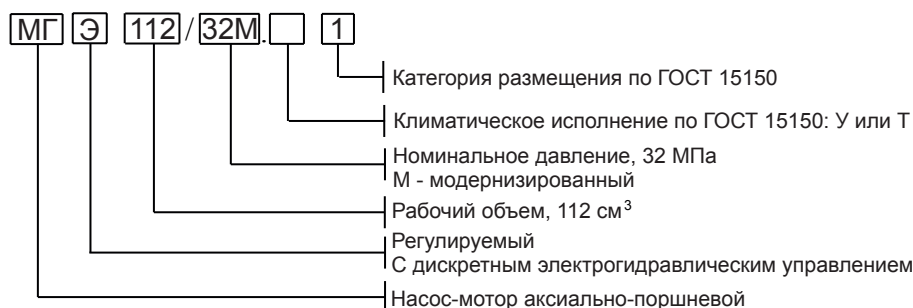 МГ Э 112/32М. 1
Категория размещения по ГОСТ 15150
Климатическое исполнение по ГОСТ 15150: У или Т
Номинальное давление, 32 МПа
М - модернизированный
Рабочий объем, 112 см³
Регулируемый
С дискретным электрогидравлическим управлением
Насос-мотор аксиально-поршневой